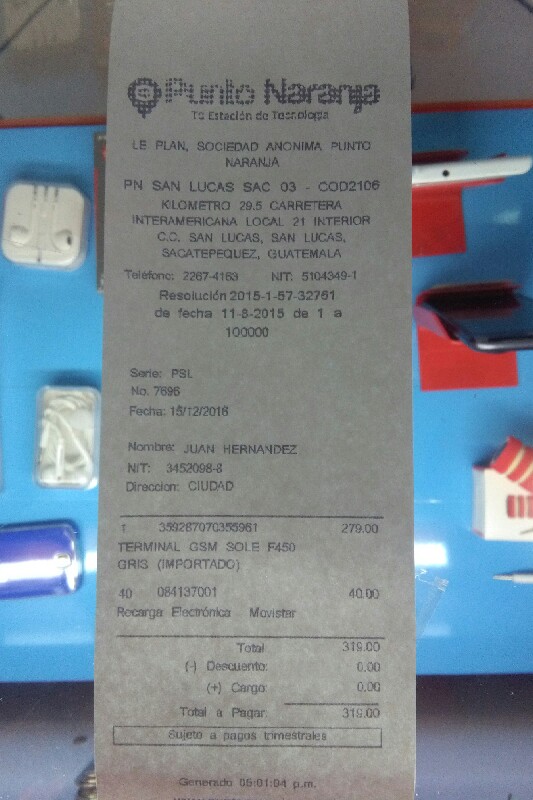 Punto Naranja
Tu Estación de Tecnología
LE PLAN, SOCIEDAD ANONIMA PUNTO
NARANJA
PN SAN LUCAS SAC 03 - COD2106
KILOMETRO 29.5 CARRETERA
INTERAMERICANA LOCAL 21 INTERIOR
C.C. SAN LUCAS, SAN LUCAS,
SACATEPEQUEZ, GUATEMALA
Teléfono: 2267-4163 NIT: 5104349-1
Resolución 2015-1-57-32761
de fecha 11-8-2015 de 1 a
100000
Serie: PSL
No. 7696
Fecha: 15/12/2016
Nombre: JUAN HERNANDEZ
NIT: 3452098-8
Direccion: CIUDAD
1 359287070355961 279.00
TERMINAL GSM SOLE F450
GRIS (IMPORTADO)
40 084137001 40.00
Recarga Electrónica Movistar
Total 319.00
(-) Descuento: 0.00
(+) Cargo: 0.00
Total a Pagar: 319.00
Sujeto a pagos trimestrales
Generado 05:01:04 p.m.